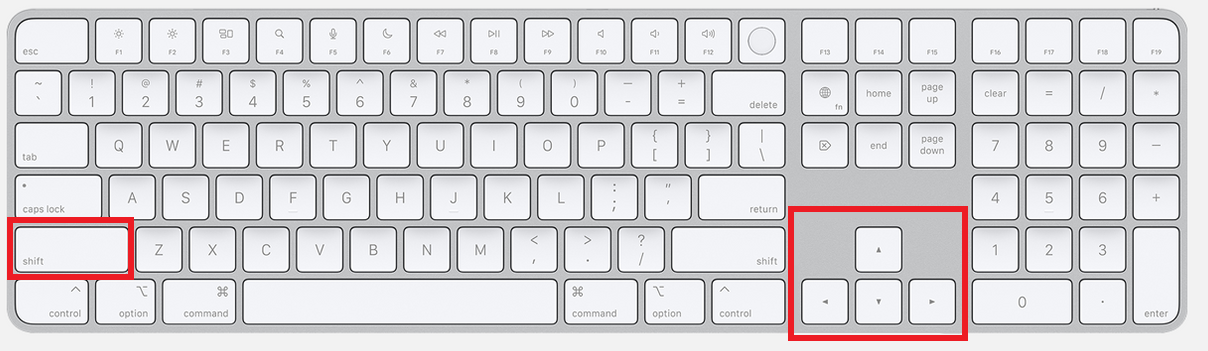 esc F1 F2 F3 F4 F5 F6 F7 F8 F9 F10 F11 F12 F13 F14 F15 F16 F17 F18 F19
~ ! @ # $ % ^ & * ( ) — +
` 1 2 3 4 5 6 7 8 9 0 - = delete fn home page up clear = / *
tab Q W E R T Y U I O P { [ } ] | \ end page down 7 8 9 −
caps lock A S D F G H J K L : ; " ' return 4 5 6 +
shift Z X C V B N M < , > . ? / shift 1 2 3
control option command command option control 0 . enter